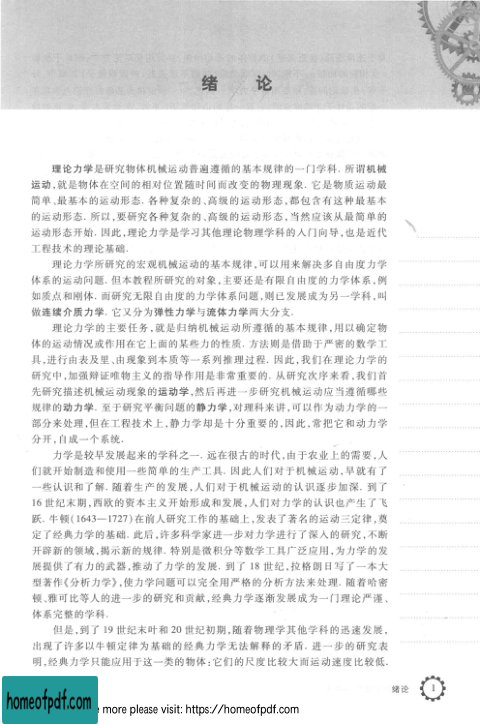 绪 论
理论力学是研究物体机械运动普遍遵循的基本规律的一门学科. 所谓机械
运动,就是物体在空间的相对位置随时间而改变的物理现象. 它是物质运动最
简单、最基本的运动形态. 各种复杂的、高级的运动形态,都包含有这种最基本
的运动形态. 所以,要研究各种复杂的、高级的运动形态,当然应该从最简单的
运动形态开始. 因此,理论力学是学习其他理论物理学科的入门向导,也是近代
工程技术的理论基础.
理论力学所研究的宏观机械运动的基本规律,可以用来解决多自由度力学
体系的运动问题. 但本教程所研究的对象,主要还是有限自由度的力学体系,例
如质点和刚体. 而研究无限自由度的力学体系问题,则已发展成为另一学科,叫
做连续介质力学. 它又分为弹性力学与流体力学两大分支.
理论力学的主要任务,就是归纳机械运动所遵循的基本规律,用以确定物
体的运动情况或作用在它上面的某些力的性质. 方法则是借助于严密的数学工
具,进行由表及里、由现象到本质等一系列推理过程. 因此,我们在理论力学的
研究中,加强辩证唯物主义的指导作用是非常重要的. 从研究次序来看,我们首
先研究描述机械运动现象的运动学,然后再进一步研究机械运动应当遵循哪些
规律的动力学. 至于研究平衡问题的静力学,对理科来讲,可以作为动力学的一
部分来处理,但在工程技术上,静力学却是十分重要的,因此,常把它和动力学
分开,自成一个系统.
力学是较早发展起来的学科之一. 远在很古的时代,由于农业上的需要,人
们就开始制造和使用一些简单的生产工具. 因此人们对于机械运动,早就有了
一些认识和了解. 随着生产的发展,人们对于机械运动的认识逐步加深. 到了
16 世纪末期,西欧的资本主义开始形成和发展,人们对力学的认识也产生了飞
跃. 牛顿(1643—1727)在前人研究工作的基础上,发表了著名的运动三定律,奠
定了经典力学的基础. 此后,许多科学家进一步对力学进行了深入的研究,不断
开辟新的领域,揭示新的规律. 特别是微积分等数学工具广泛应用,为力学的发
展提供了有力的武器,推动了力学的发展. 到了 18 世纪,拉格朗日写了一本大
型著作《分析力学》,使力学问题可以完全用严格的分析方法来处理. 随着哈密
顿、雅可比等人的进一步的研究和贡献,经典力学逐渐发展成为一门理论严谨、
体系完整的学科.
但是,到了 19 世纪末叶和 20 世纪初期,随着物理学其他学科的迅速发展,
出现了许多以牛顿定律为基础的经典力学无法解释的矛盾. 进一步的研究表
明,经典力学只能应用于这一类的物体:它们的尺度比较大而运动速度比较低.
绪论 1
homeofpdf.com
e more please visit: https://homeofpdf.com